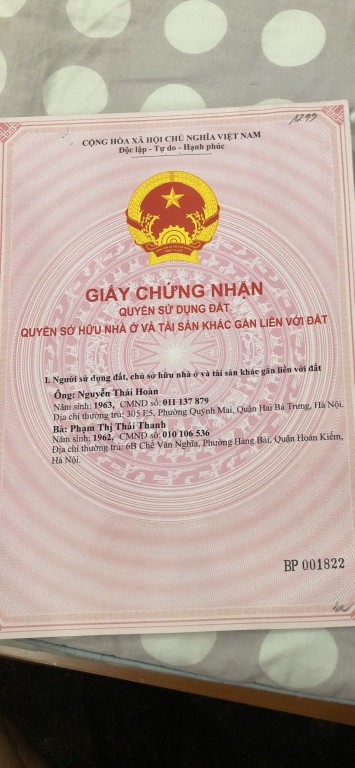 1299
CỘNG HÒA XÃ HỘI CHỦ NGHĨA VIỆT NAM
Độc lập - Tự do - Hạnh phúc
GIẤY CHỨNG NHẬN
QUYỀN SỬ DỤNG ĐẤT
QUYỀN SỞ HỮU NHÀ Ở VÀ TÀI SẢN KHÁC GẮN LIỀN VỚI ĐẤT
I. Người sử dụng đất, chủ sở hữu nhà ở và tài sản khác gắn liền với đất
Ông: Nguyễn Thái Hoàn
Năm sinh: 1963, CMND số: 011 137 879
Địa chỉ thường trú: 305 E5, Phường Quỳnh Mai, Quận Hai Bà Trưng, Hà Nội.
Bà: Phạm Thị Thái Thanh
Năm sinh: 1962, CMND số: 010 106 536
Địa chỉ thường trú: 6B Chế Văn Nghĩa, Phường Hàng Bài, Quận Hoàn Kiếm,
Hà Nội.
BP 001822